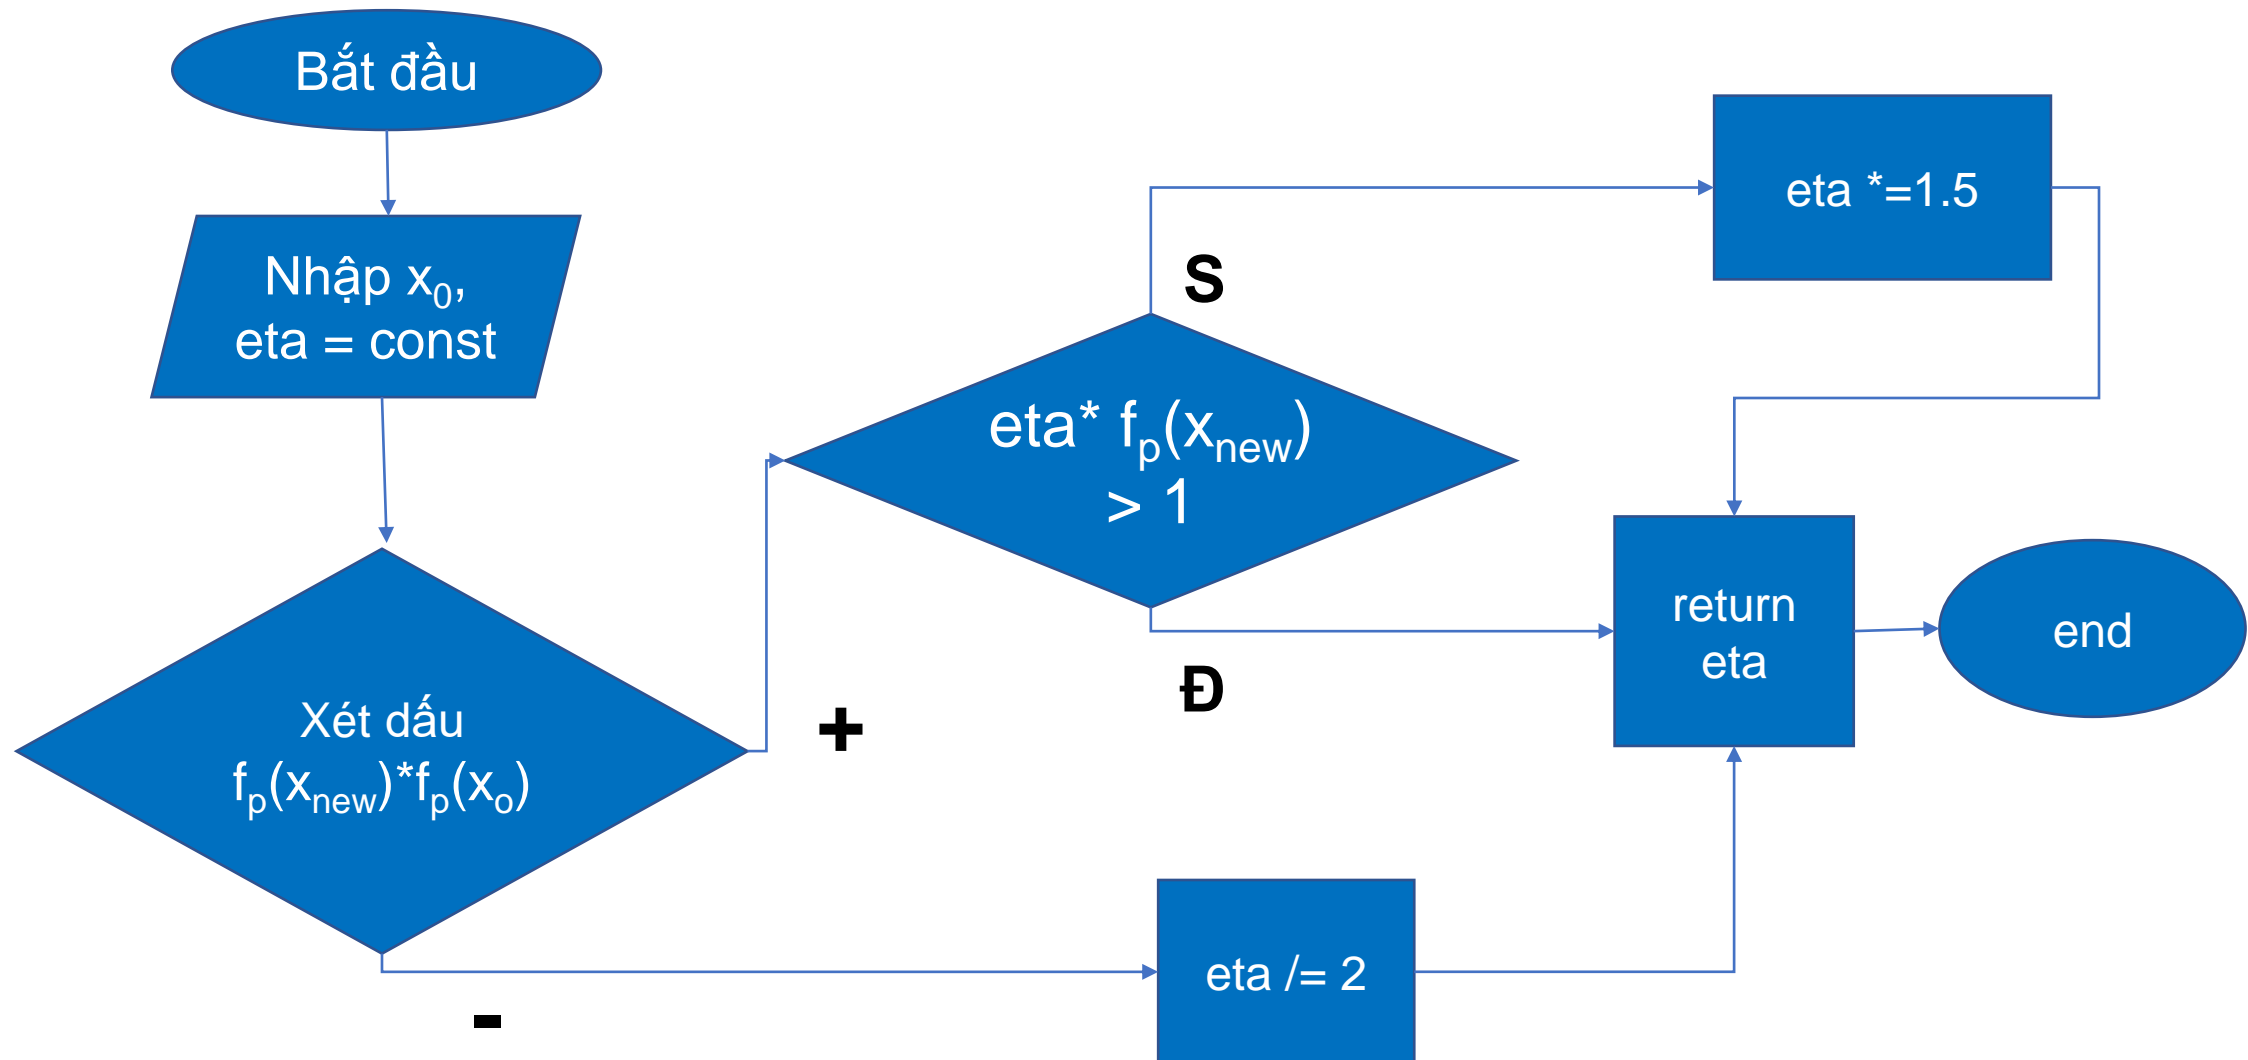 Bắt đầu
Nhập x₀,
eta = const
Xét dấu
fₚ(xₙₑw)*fₚ(xₒ)
+
-
eta* fₚ(xₙₑw)
> 1
S
Đ
eta *=1.5
eta /= 2
return
eta
end